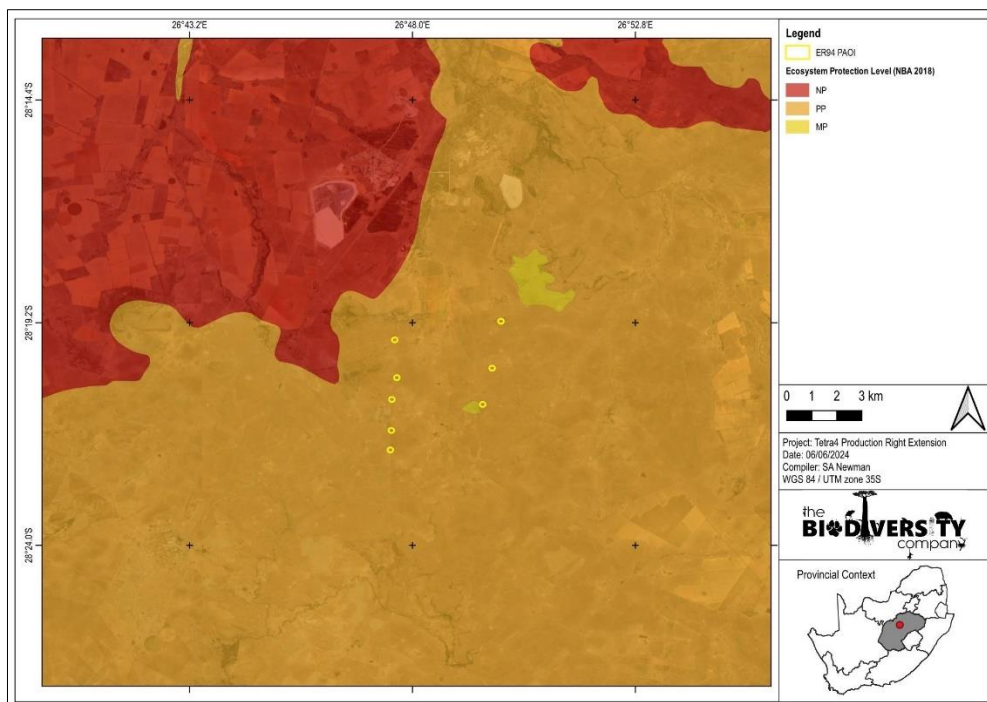 26°43.2'E
26°48.0'E
26°52.8'E
28°14.4'S
28°19.2'S
28°24.0'S
Legend
ER94 PAOI
Ecosystem Protection Level (NBA 2018)
NP
PP
MP
0 1 2 3 km
Project: Tetra4 Production Right Extension
Date: 06/06/2024
Compiler: SA Newman
WGS 84 / UTM zone 35S
the
BIODIVERSITY
company
Provincial Context